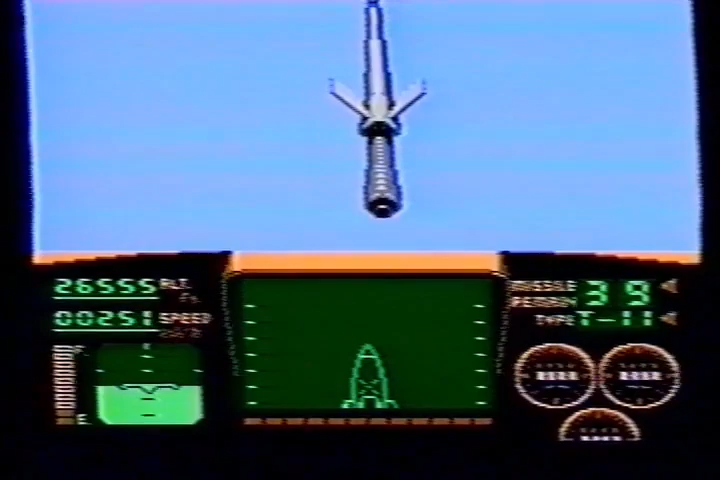 26555 ALT
Ft
00251 SPEED
MISSILE
REMAIN 39
TYPE T-11
F
E